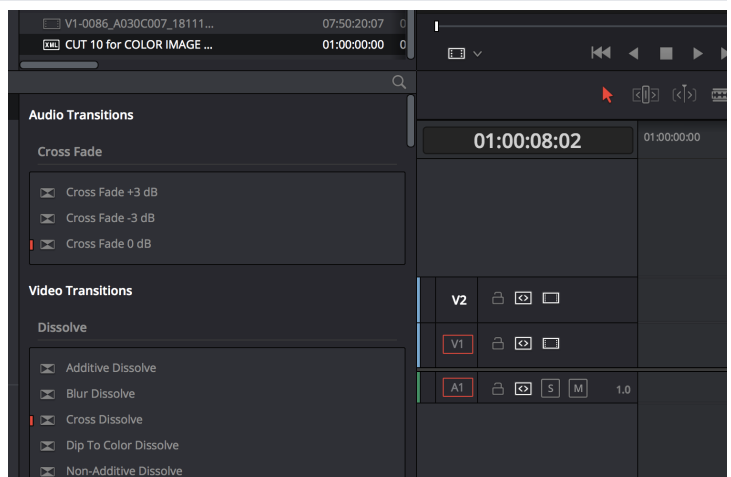 V1-0086_A030C007_18111... 07:50:20:07 0
XML CUT 10 for COLOR IMAGE ... 01:00:00:00 0
Audio Transitions
Cross Fade
Cross Fade +3 dB
Cross Fade -3 dB
Cross Fade 0 dB
Video Transitions
Dissolve
Additive Dissolve
Blur Dissolve
Cross Dissolve
Dip To Color Dissolve
Non-Additive Dissolve
01:00:08:02
01:00:00:00
V2
V1
A1 S M 1.0